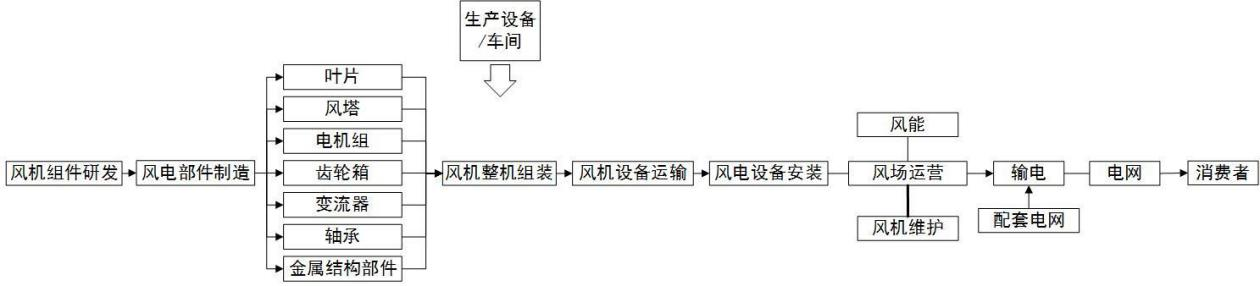 生产设备
/车间
叶片
风塔
电机组
齿轮箱
变流器
轴承
金属结构部件
风机组件研发
风电部件制造
风机整机组装
风机设备运输
风电设备安装
风能
风场运营
风机维护
输电
配套电网
电网
消费者